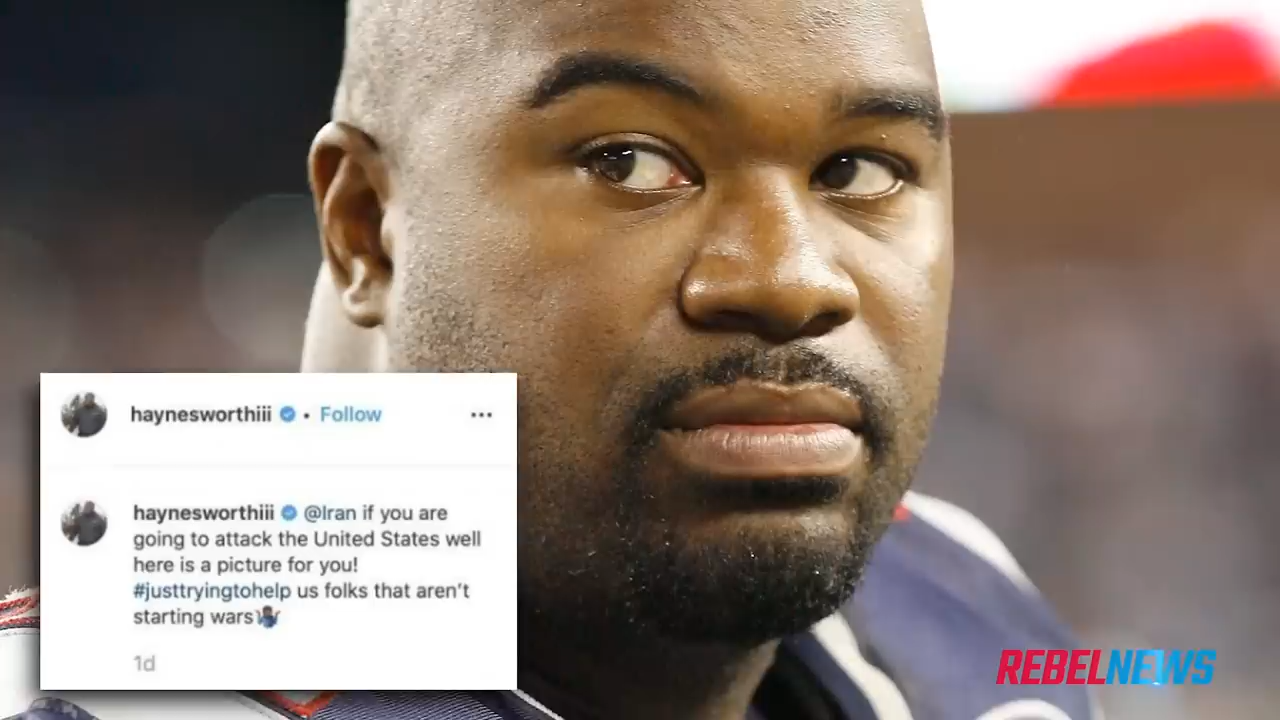 haynesworthiii • Follow ...
haynesworthiii @Iran if you are
going to attack the United States well
here is a picture for you!
#justtryingtohelp us folks that aren't
starting wars🤷🏾‍♂️
1d
REBELNEWS